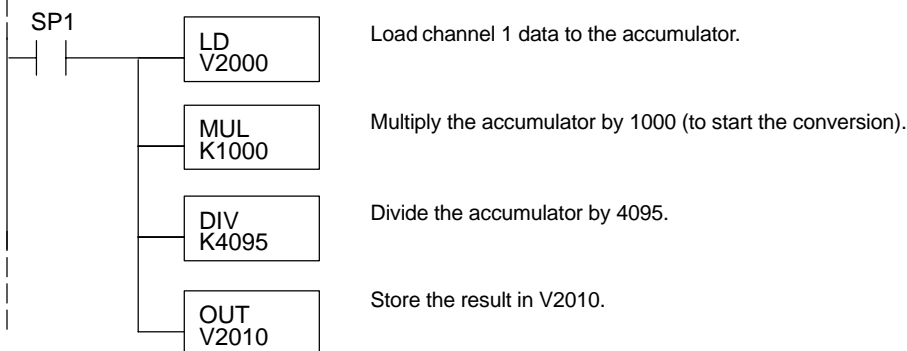 SP1
LD
V2000
Load channel 1 data to the accumulator.
MUL
K1000
Multiply the accumulator by 1000 (to start the conversion).
DIV
K4095
Divide the accumulator by 4095.
OUT
V2010
Store the result in V2010.